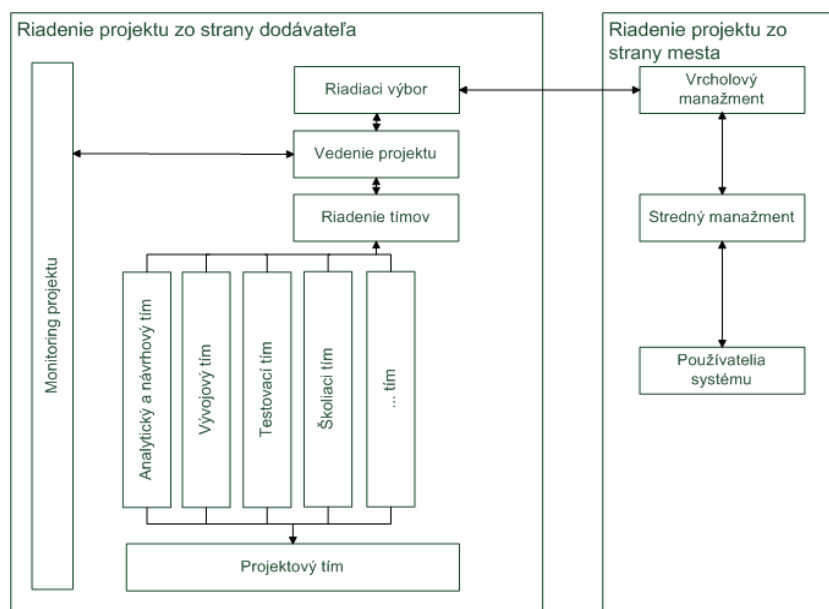 Riadenie projektu zo strany dodávateľa
Riadiaci výbor
Vedenie projektu
Riadenie tímov
Monitoring projektu
Analytický a návrhový tím
Vývojový tím
Testovací tím
Školiaci tím
... tím
Projektový tím
Riadenie projektu zo
strany mesta
Vrcholový
manažment
Stredný manažment
Používatelia
systému